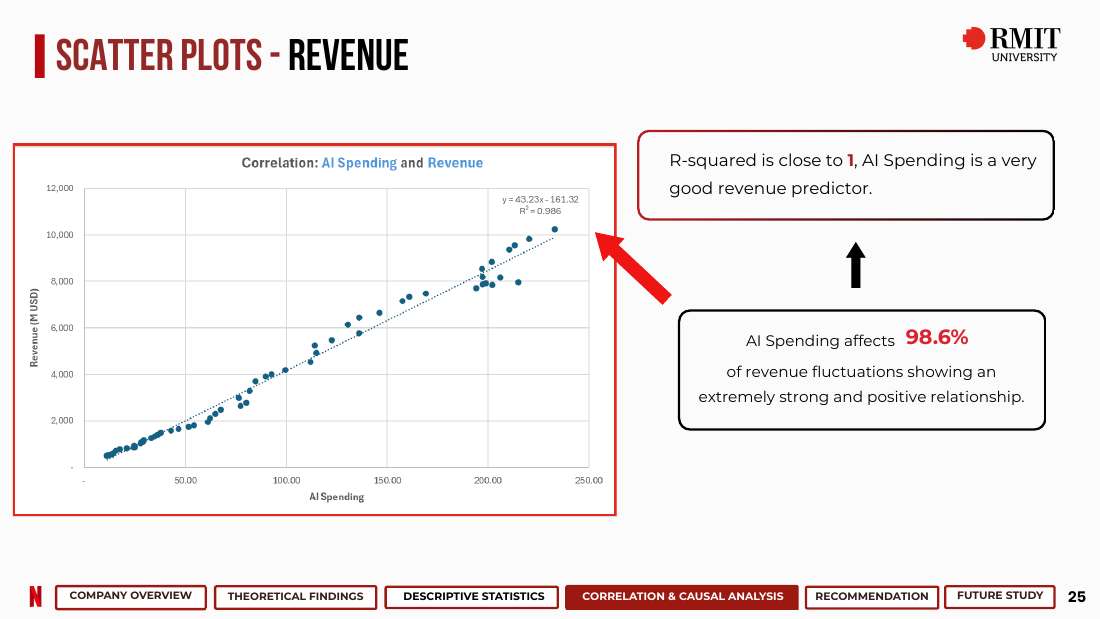 SCATTER PLOTS - REVENUE
RMIT
UNIVERSITY
Correlation: AI Spending and Revenue
12,000
10,000
8,000
6,000
4,000
2,000
-
Revenue (M USD)
y = 43.23x - 161.32
R² = 0.986
-
50.00
100.00
150.00
200.00
250.00
AI Spending
R-squared is close to 1, AI Spending is a very
good revenue predictor.
AI Spending affects 98.6%
of revenue fluctuations showing an
extremely strong and positive relationship.
N
COMPANY OVERVIEW
THEORETICAL FINDINGS
DESCRIPTIVE STATISTICS
CORRELATION & CAUSAL ANALYSIS
RECOMMENDATION
FUTURE STUDY
25